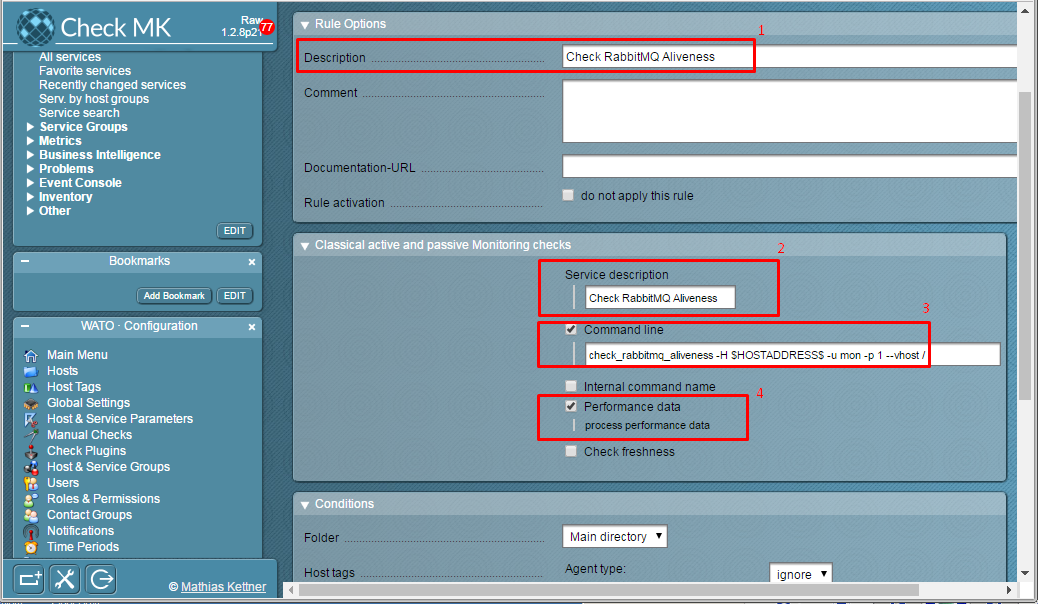 Check MK
Raw
1.2.8p21
77
All services
Favorite services
Recently changed services
Serv. by host groups
Service search
Service Groups
Metrics
Business Intelligence
Problems
Event Console
Inventory
Other
EDIT
Bookmarks
Add Bookmark EDIT
WATO · Configuration
Main Menu
Hosts
Host Tags
Global Settings
Host & Service Parameters
Manual Checks
Check Plugins
Host & Service Groups
Users
Roles & Permissions
Contact Groups
Notifications
Time Periods
© Mathias Kettner
Rule Options
1
Description Check RabbitMQ Aliveness
Comment
Documentation-URL
Rule activation do not apply this rule
Classical active and passive Monitoring checks
2
Service description
Check RabbitMQ Aliveness
3
Command line
check_rabbitmq_aliveness -H $HOSTADDRESS$ -u mon -p 1 --vhost /
Internal command name
4
Performance data
process performance data
Check freshness
Conditions
Folder Main directory
Host tags Agent type: ignore